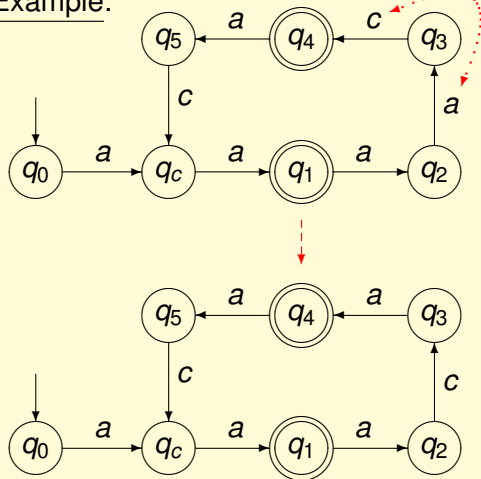 Example:
q5 a q4 c q3
c a
q0 a qc a q1 a q2
q5 a q4 a q3
c c
q0 a qc a q1 a q2